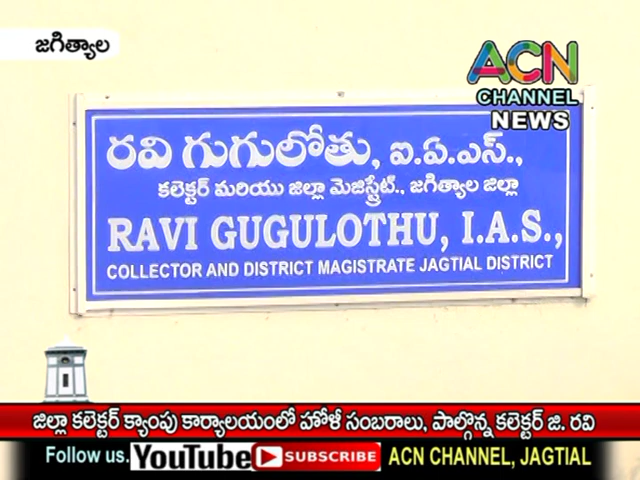 జగిత్యాల
ACN
CHANNEL
NEWS
రవి గుగులోతు, ఐ.ఏ.ఎస్.,
కలెక్టర్ మరియు జిల్లా మెజిస్ట్రేట్., జగిత్యాల జిల్లా
RAVI GUGULOTHU, I.A.S.,
COLLECTOR AND DISTRICT MAGISTRATE JAGTIAL DISTRICT
జిల్లా కలెక్టర్ క్యాంపు కార్యాలయంలో హోళీ సంబరాలు, పాల్గొన్న కలెక్టర్ జి. రవి
Follow us. YouTube SUBSCRIBE ACN CHANNEL, JAGTIAL